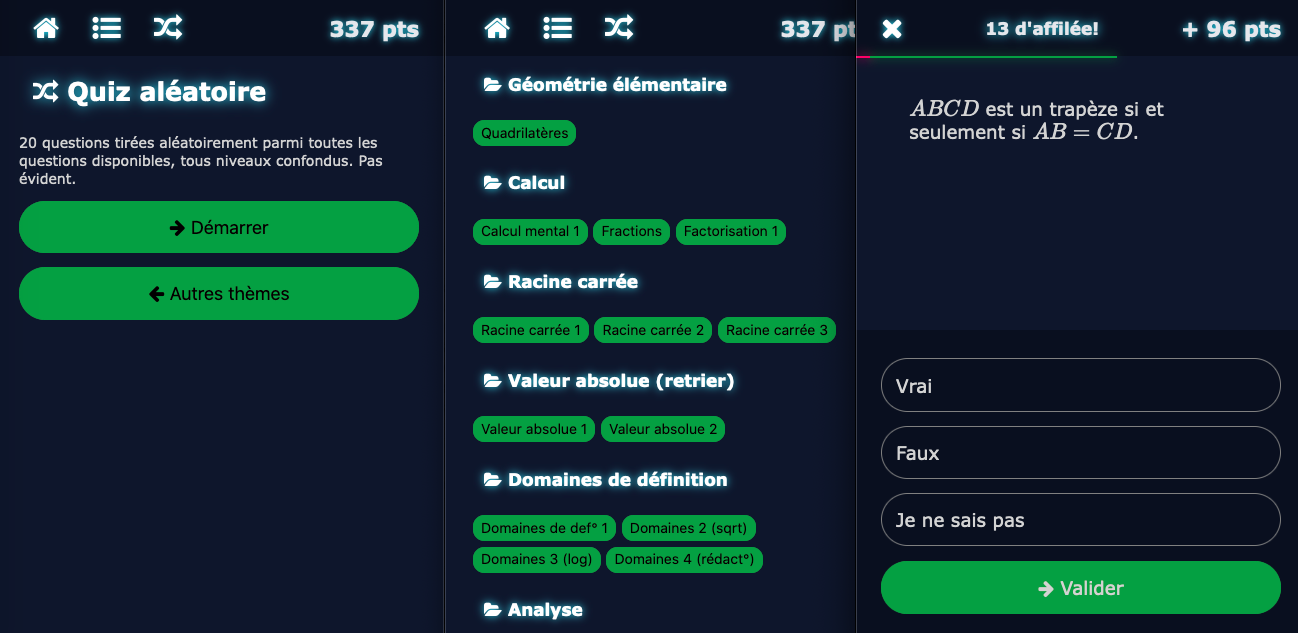 337 pts
Quiz aléatoire
20 questions tirées aléatoirement parmi toutes les
questions disponibles, tous niveaux confondus. Pas
évident.
Démarrer
Autres thèmes
337 pt
Géométrie élémentaire
Quadrilatères
Calcul
Calcul mental 1 Fractions Factorisation 1
Racine carrée
Racine carrée 1 Racine carrée 2 Racine carrée 3
Valeur absolue (retrier)
Valeur absolue 1 Valeur absolue 2
Domaines de définition
Domaines de def° 1 Domaines 2 (sqrt)
Domaines 3 (log) Domaines 4 (rédact°)
Analyse
13 d'affilée! + 96 pts
ABCD est un trapèze si et
seulement si AB = CD.
Vrai
Faux
Je ne sais pas
Valider